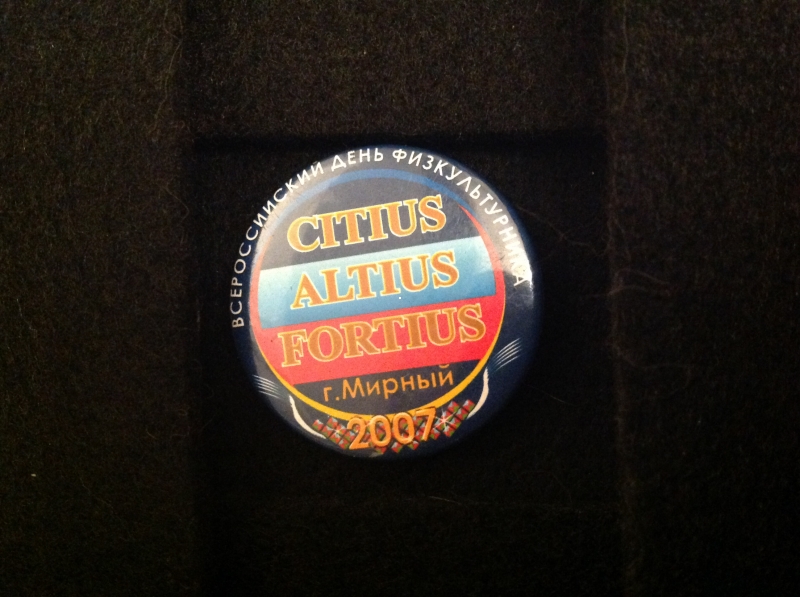 ВСЕРОССИЙСКИЙ ДЕНЬ ФИЗКУЛЬТУРНИКА
CITIUS
ALTIUS
FORTIUS
г.Мирный
2007